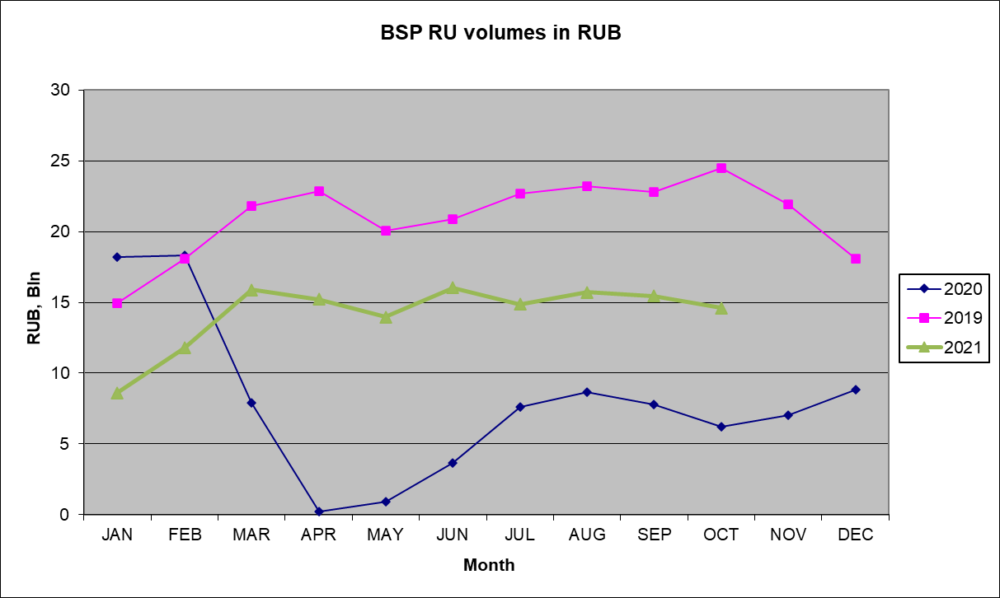 BSP RU volumes in RUB
30
25
20
15
10
5
0
RUB, Bln
JAN FEB MAR APR MAY JUN JUL AUG SEP OCT NOV DEC
Month
2020
2019
2021